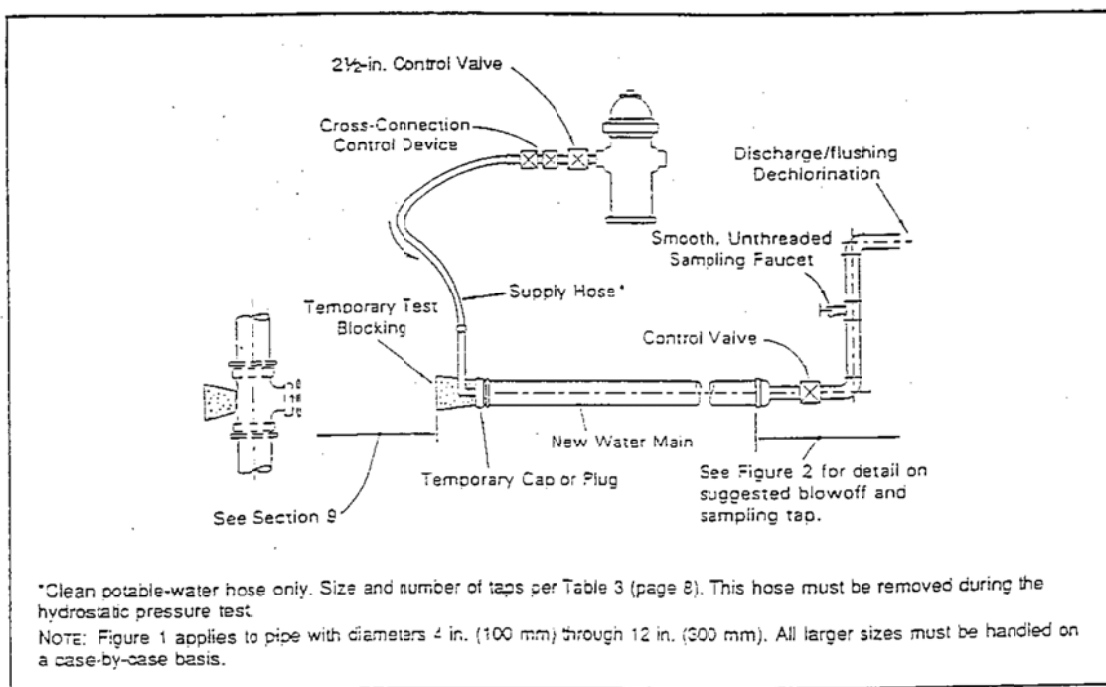 2½-in. Control Valve
Cross-Connection
Control Device
Discharge/flushing
Dechlorination
Smooth, Unthreaded
Sampling Faucet
Supply Hose*
Temporary Test
Blocking
Control Valve
New Water Main
Temporary Cap or Plug
See Figure 2 for detail on
suggested blowoff and
sampling tap.
See Section 9
*Clean potable-water hose only. Size and number of taps per Table 3 (page 8). This hose must be removed during the
hydrostatic pressure test
NOTE: Figure 1 applies to pipe with diameters 4 in. (100 mm) through 12 in. (300 mm). All larger sizes must be handled on
a case-by-case basis.